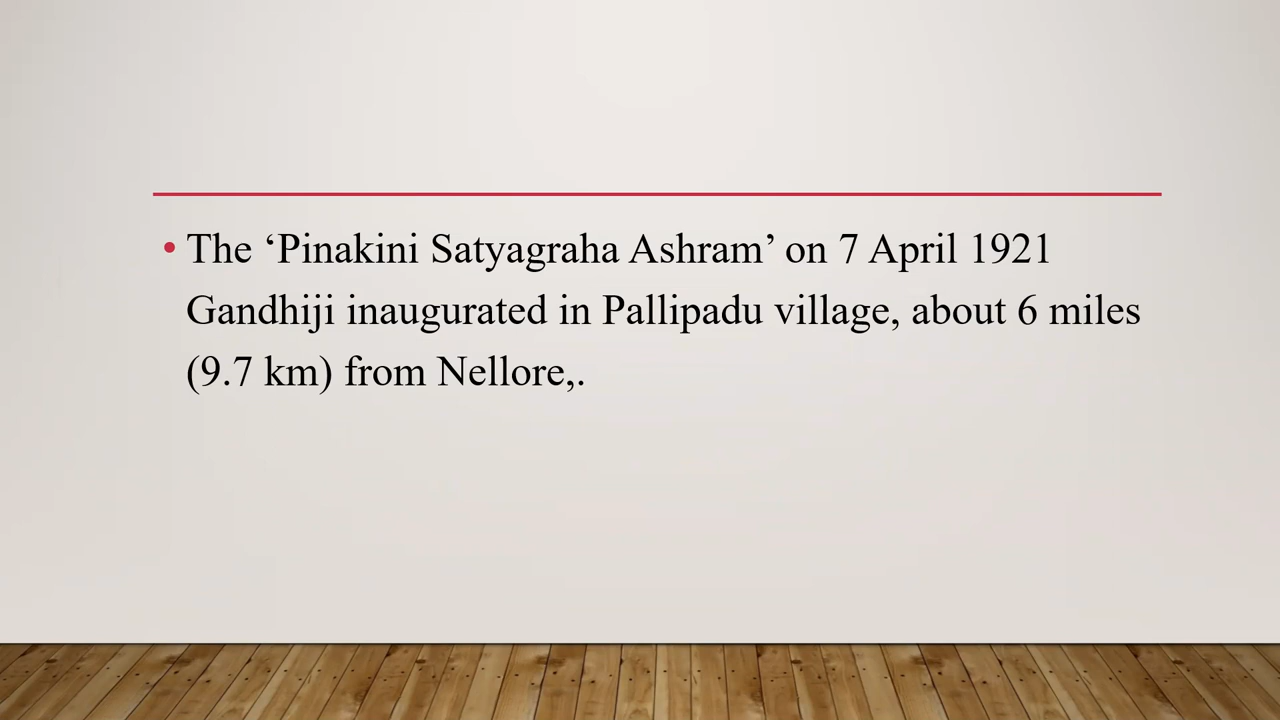 • The ‘Pinakini Satyagraha Ashram’ on 7 April 1921
Gandhiji inaugurated in Pallipadu village, about 6 miles
(9.7 km) from Nellore,.